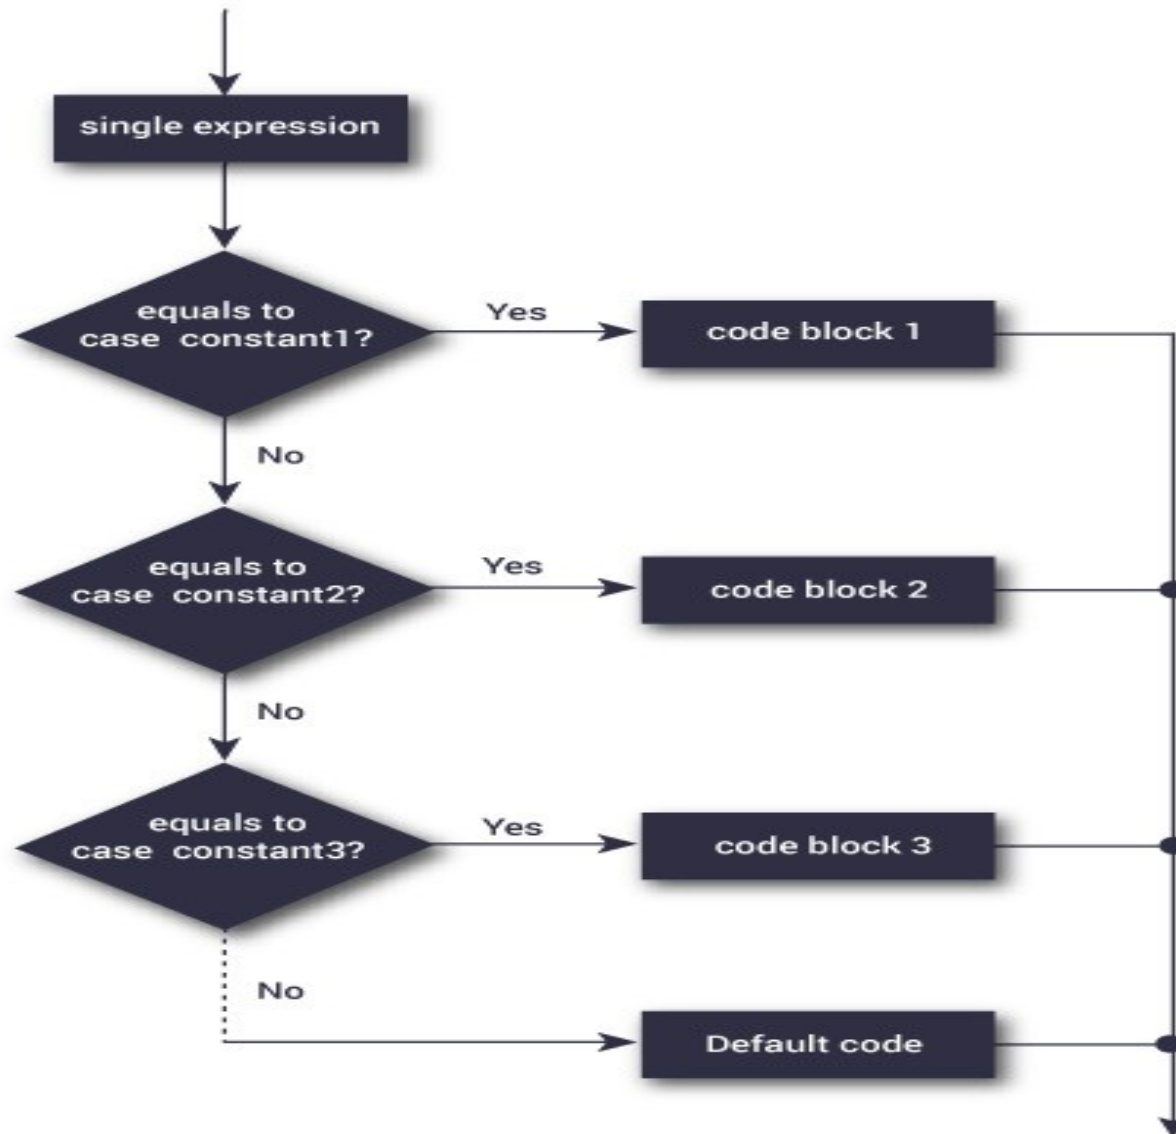 single expression
equals to
case constant1?
Yes
code block 1
No
equals to
case constant2?
Yes
code block 2
No
equals to
case constant3?
Yes
code block 3
No
Default code